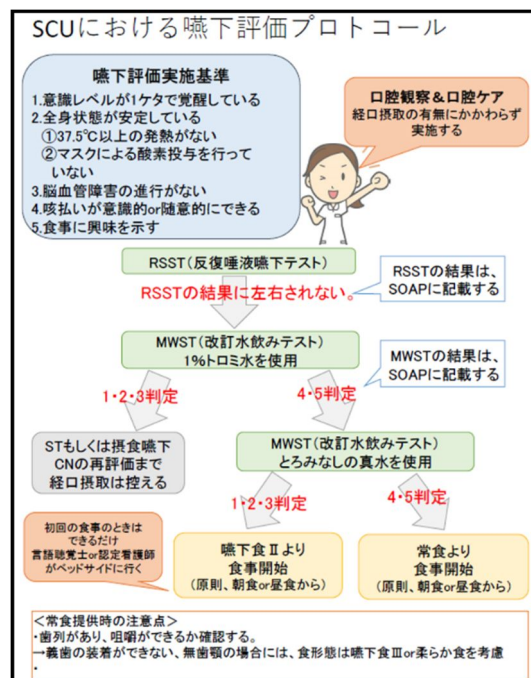 SCUにおける嚥下評価プロトコール
嚥下評価実施基準
1.意識レベルが1ケタで覚醒している
2.全身状態が安定している
①37.5℃以上の発熱がない
②マスクによる酸素投与を行って
いない
3.脳血管障害の進行がない
4.咳払いが意識的or随意的にできる
5.食事に興味を示す
口腔観察&口腔ケア
経口摂取の有無にかかわらず
実施する
RSST(反復唾液嚥下テスト)
RSSTの結果に左右されない。
RSSTの結果は、
SOAPに記載する
MWST(改訂水飲みテスト)
1%トロミ水を使用
MWSTの結果は、
SOAPに記載する
1・2・3判定
4・5判定
STもしくは摂食嚥下
CNの再評価まで
経口摂取は控える
MWST(改訂水飲みテスト)
とろみなしの真水を使用
1・2・3判定
4・5判定
初回の食事のときは
できるだけ
言語聴覚士or認定看護師
がベッドサイドに行く
嚥下食Ⅱより
食事開始
(原則、朝食or昼食から)
常食より
食事開始
(原則、朝食or昼食から)
<常食提供時の注意点>
・歯列があり、咀嚼ができるか確認する。
→義歯の装着ができない、無歯顎の場合には、食形態は嚥下食Ⅲor柔らか食を考慮
・